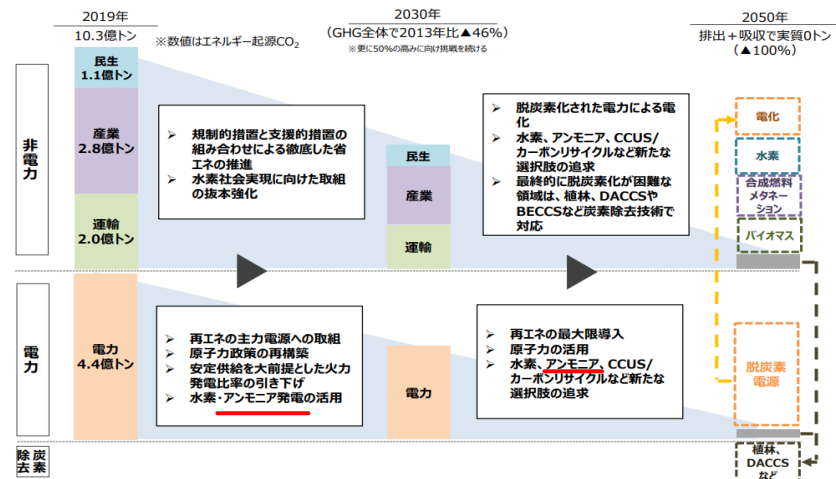 2019年
10.3億トン
※数値はエネルギー起源CO2
2030年
(GHG全体で2013年比▲46%)
※更に50%の高みに向け挑戦を続ける
2050年
排出+吸収で実質0トン
(▲100%)
非電力
民生
1.1億トン
産業
2.8億トン
運輸
2.0億トン
➢ 規制的措置と支援的措置の
組み合わせによる徹底した省
エネの推進
➢ 水素社会実現に向けた取組
の抜本強化
民生
産業
運輸
➢ 脱炭素化された電力による電
化
➢ 水素、アンモニア、CCUS/
カーボンリサイクルなど新たな
選択肢の追求
➢ 最終的に脱炭素化が困難な
領域は、植林、DACCSや
BECCSなど炭素除去技術で
対応
電化
水素
合成燃料
メタネー
ション
バイオマス
電力
電力
4.4億トン
➢ 再エネの主力電源への取組
➢ 原子力政策の再構築
➢ 安定供給を大前提とした火力
発電比率の引き下げ
➢ 水素・アンモニア発電の活用
電力
➢ 再エネの最大限導入
➢ 原子力の活用
➢ 水素、アンモニア、CCUS/
カーボンリサイクルなど新たな
選択肢の追求
脱炭素
電源
炭素除去
植林、
DACCS
など